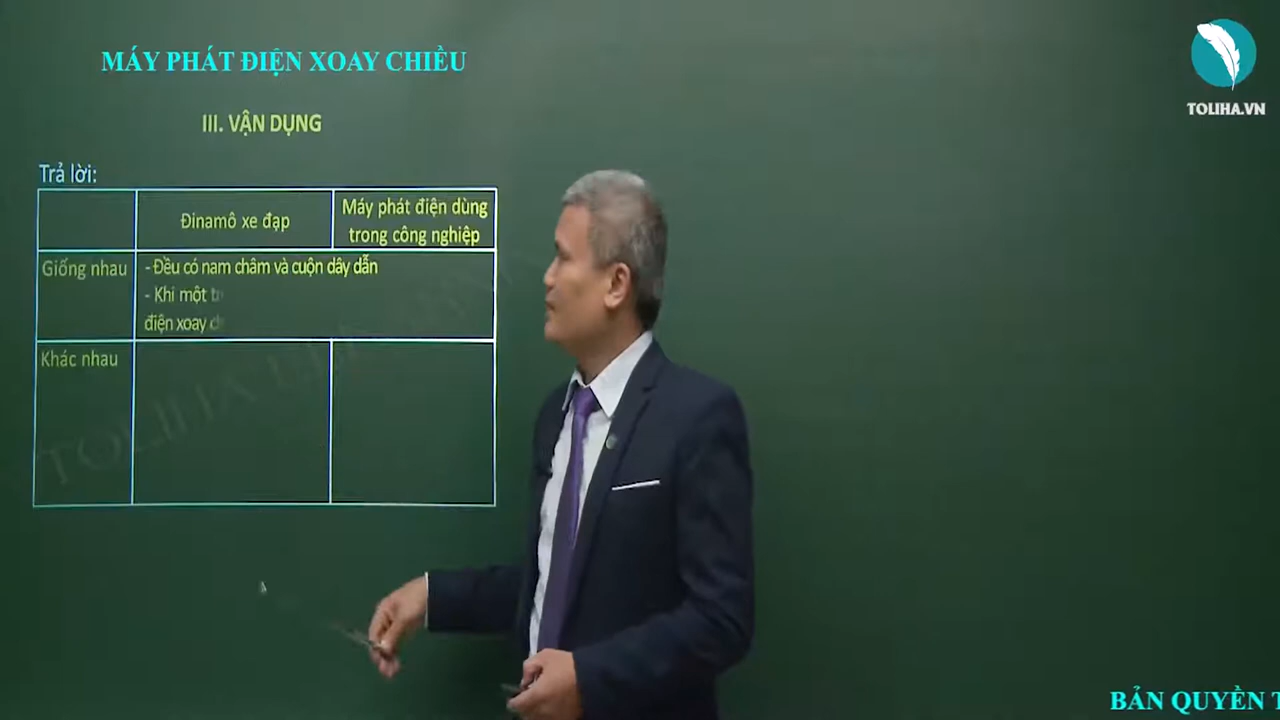 MÁY PHÁT ĐIỆN XOAY CHIỀU
TOLIHA.VN
III. VẬN DỤNG
Trả lời:
Đinamô xe đạp
Máy phát điện dùng
trong công nghiệp
Giống nhau
- Đều có nam châm và cuộn dây dẫn
- Khi một
điện xoay
Khác nhau
BẢN QUYỀN